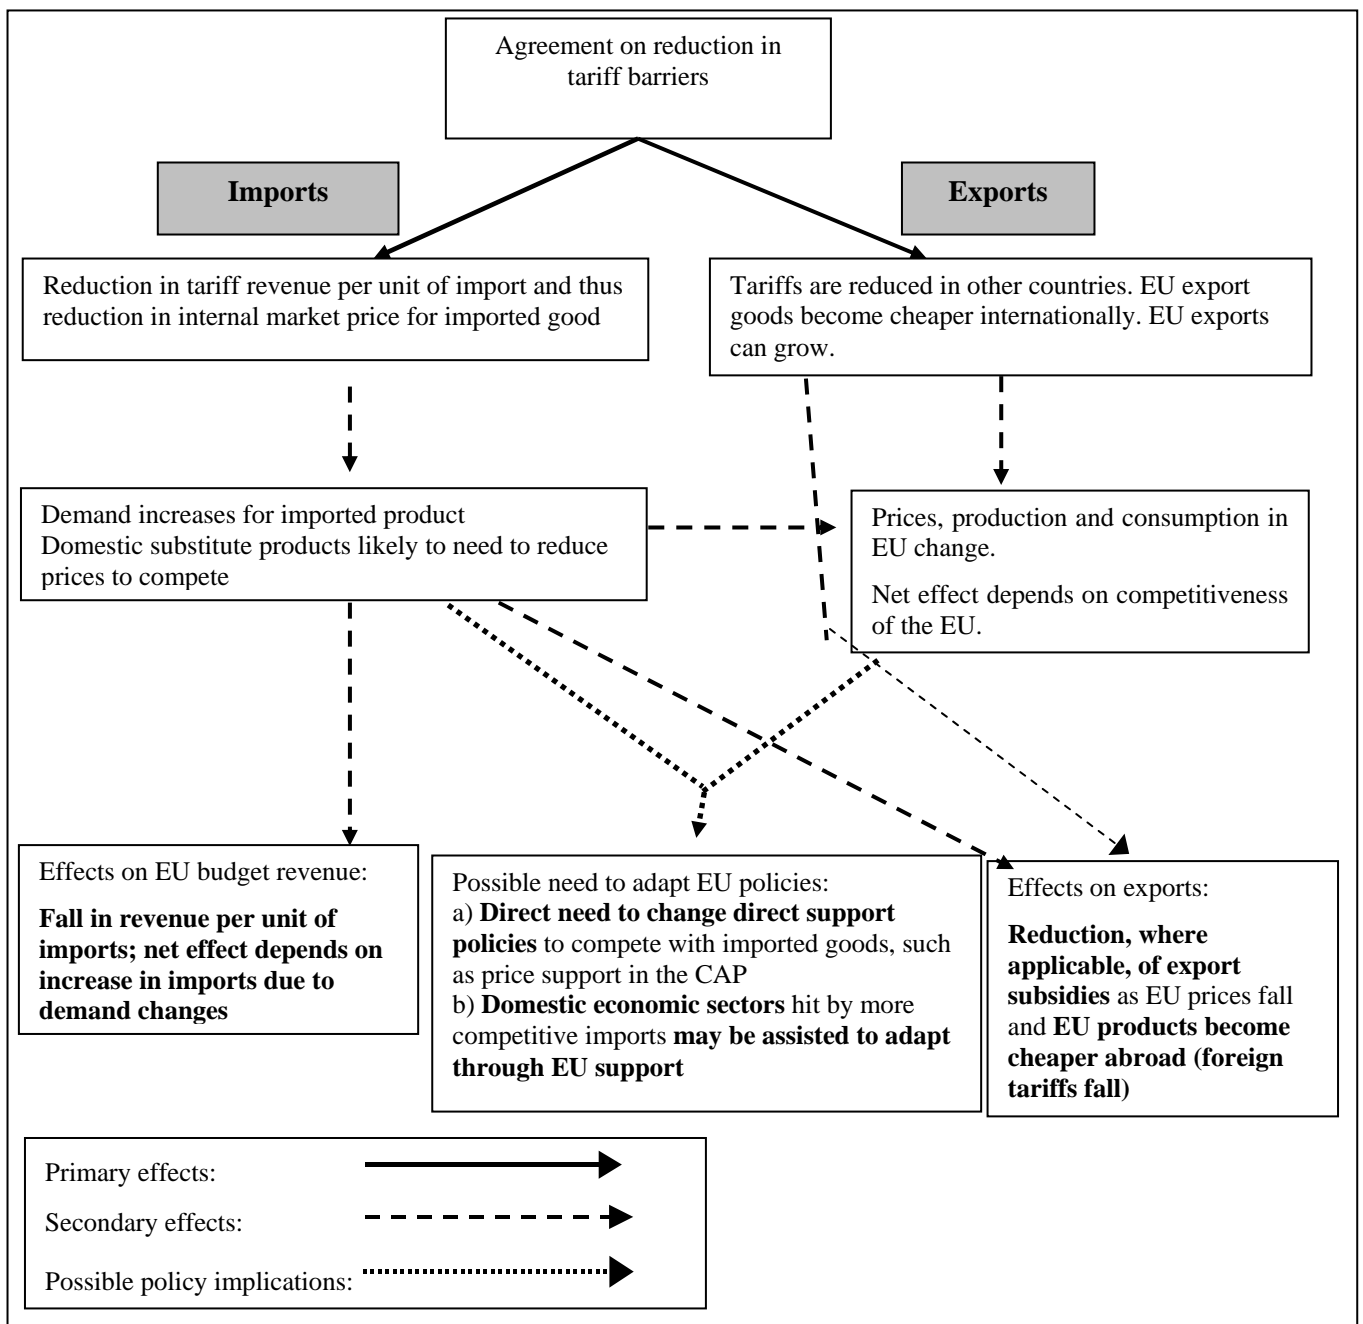 Agreement on reduction in
tariff barriers
Imports
Exports
Reduction in tariff revenue per unit of import and thus
reduction in internal market price for imported good
Tariffs are reduced in other countries. EU export
goods become cheaper internationally. EU exports
can grow.
Demand increases for imported product
Domestic substitute products likely to need to reduce
prices to compete
Prices, production and consumption in
EU change.
Net effect depends on competitiveness
of the EU.
Effects on EU budget revenue:
Fall in revenue per unit of
imports; net effect depends on
increase in imports due to
demand changes
Possible need to adapt EU policies:
a) Direct need to change direct support
policies to compete with imported goods, such
as price support in the CAP
b) Domestic economic sectors hit by more
competitive imports may be assisted to adapt
through EU support
Effects on exports:
Reduction, where
applicable, of export
subsidies as EU prices fall
and EU products become
cheaper abroad (foreign
tariffs fall)
Primary effects:
Secondary effects:
Possible policy implications: